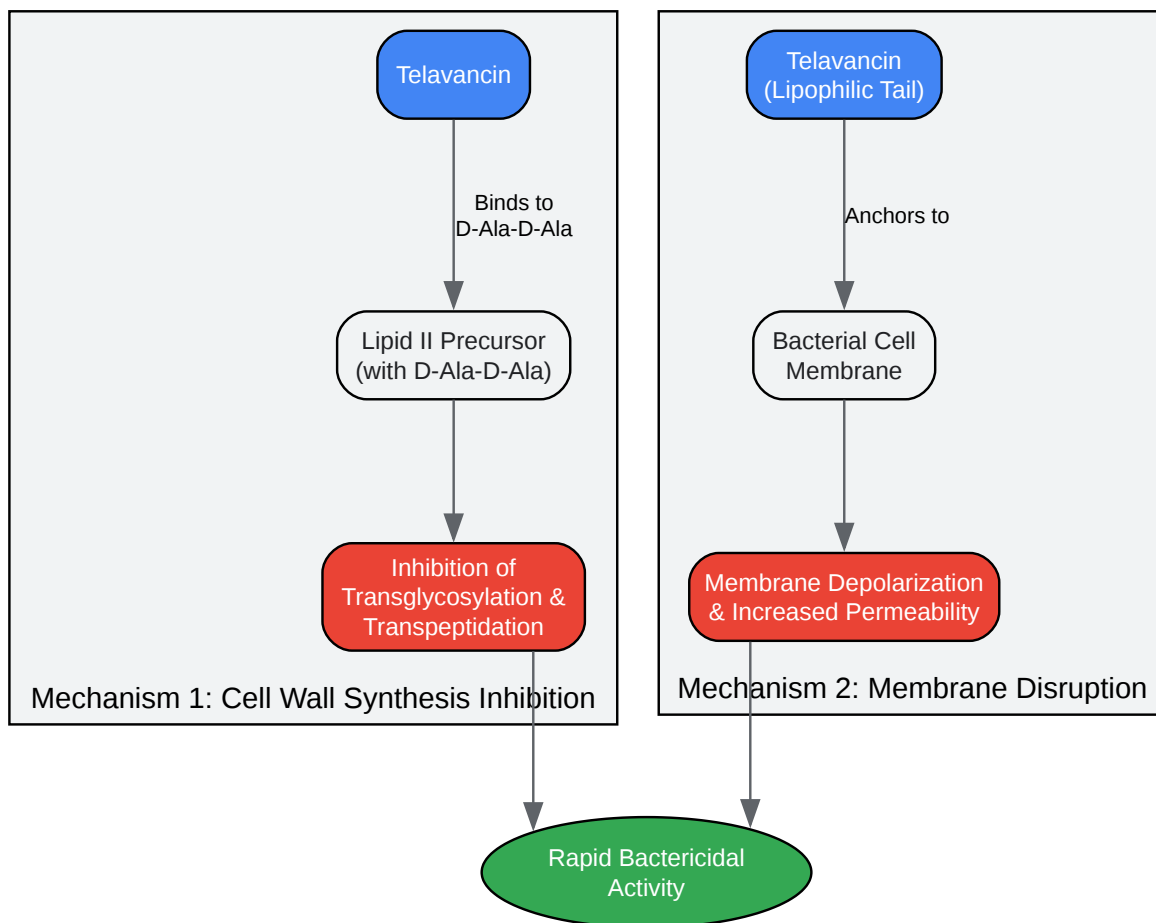 Telavancin
Binds to
D-Ala-D-Ala
Lipid II Precursor
(with D-Ala-D-Ala)
Inhibition of
Transglycosylation &
Transpeptidation
Mechanism 1: Cell Wall Synthesis Inhibition
Telavancin
(Lipophilic Tail)
Anchors to
Bacterial Cell
Membrane
Membrane Depolarization
& Increased Permeability
Mechanism 2: Membrane Disruption
Rapid Bactericidal
Activity